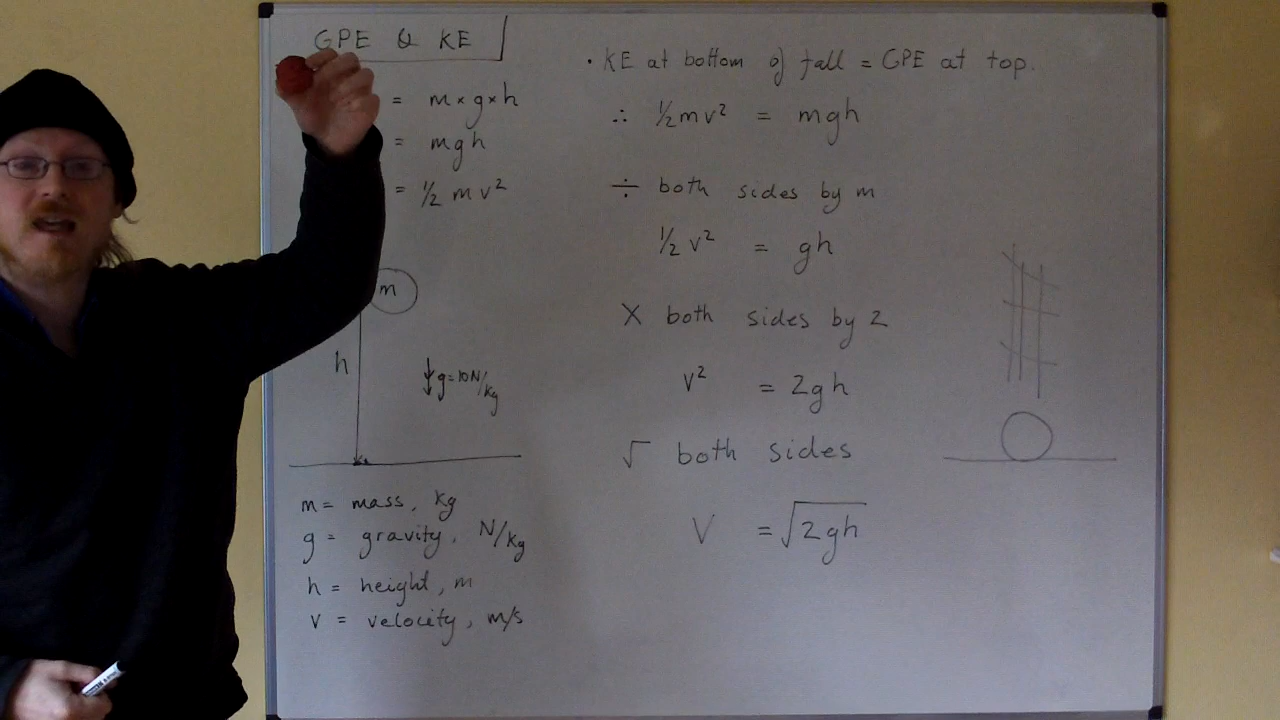 GPE & KE
= m×g×h
= mgh
= ½ m v²
m
h
g=10N/kg
m = mass, kg
g = gravity, N/kg
h = height, m
v = velocity, m/s
· KE at bottom of fall = GPE at top.
∴ ½mv² = mgh
÷ both sides by m
½ v² = gh
X both sides by 2
v² = 2gh
√ both sides
V = √2gh